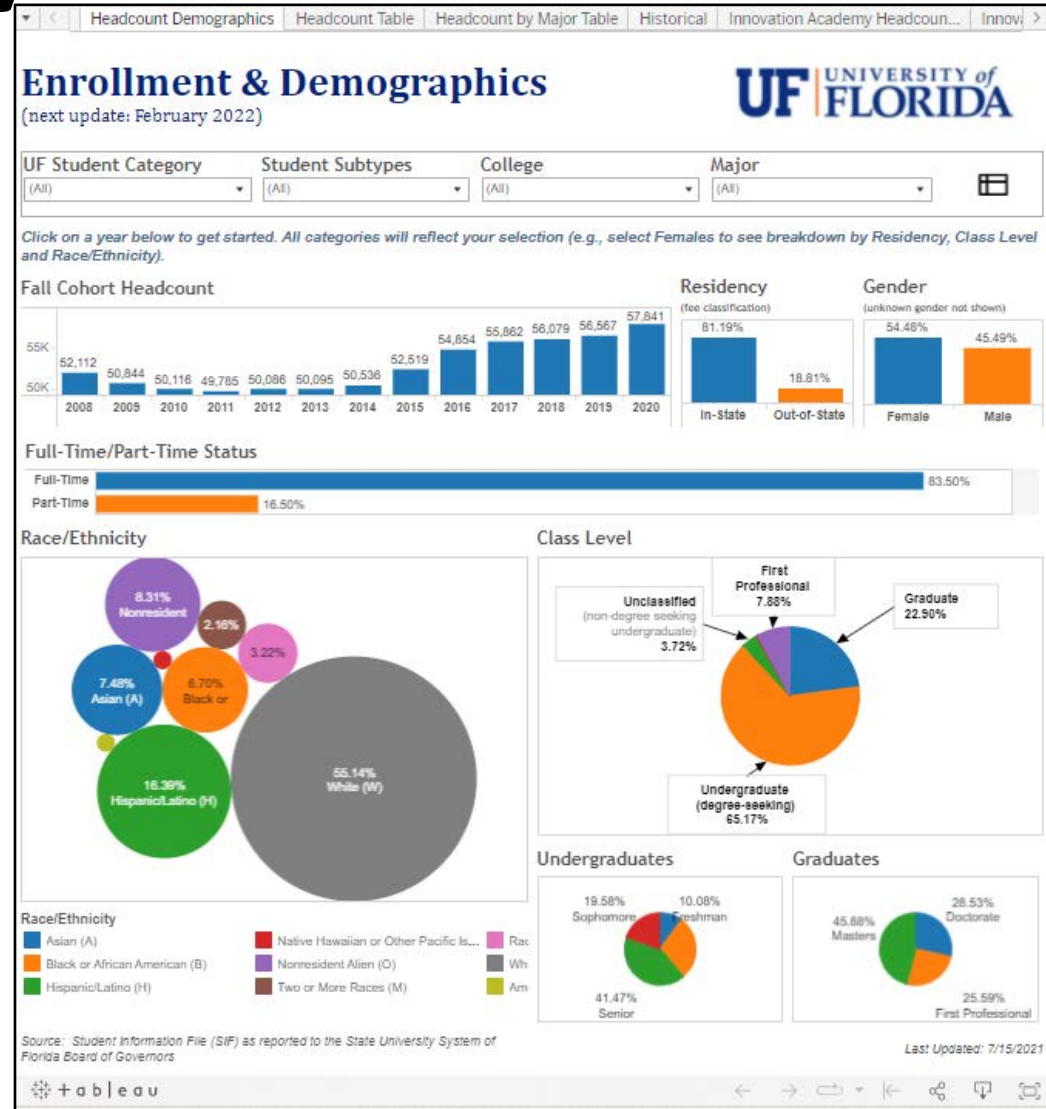 Headcount Demographics Headcount Table Headcount by Major Table Historical Innovation Academy Headcoun... Innov
Enrollment & Demographics
(next update: February 2022)
UF UNIVERSITY of FLORIDA
UF Student Category Student Subtypes College Major
(All) (All) (All) (All)
Click on a year below to get started. All categories will reflect your selection (e.g., select Females to see breakdown by Residency, Class Level
and Race/Ethnicity).
Fall Cohort Headcount
55K
50K
52,112 50,844 50,116 49,785 50,086 50,095 50,536 52,519 54,854 55,862 56,079 56,567 57,841
2008 2009 2010 2011 2012 2013 2014 2015 2016 2017 2018 2019 2020
Residency
(fee classification)
81.19%
18.81%
In-State Out-of-State
Gender
(unknown gender not shown)
54.48%
45.49%
Female Male
Full-Time/Part-Time Status
Full-Time 83.50%
Part-Time 16.50%
Race/Ethnicity
8.31%
Nonresident
2.16%
3.22%
7.48%
Asian (A)
6.70%
Black or
16.39%
Hispanic/Latino (H)
55.14%
White (W)
Race/Ethnicity
Asian (A) Native Hawaiian or Other Pacific Is... Rac
Black or African American (B) Nonresident Alien (O) Wh
Hispanic/Latino (H) Two or More Races (M) Am
Class Level
First
Professional
7.88%
Unclassified
(non-degree seeking
undergraduate)
3.72%
Graduate
22.90%
Undergraduate
(degree-seeking)
65.17%
Undergraduates
19.58%
Sophomore
10.08%
Freshman
41.47%
Senior
Graduates
28.53%
Doctorate
45.88%
Masters
25.59%
First Professional
Source: Student Information File (SIF) as reported to the State University System of
Florida Board of Governors
Last Updated: 7/15/2021
+ a b l e a u